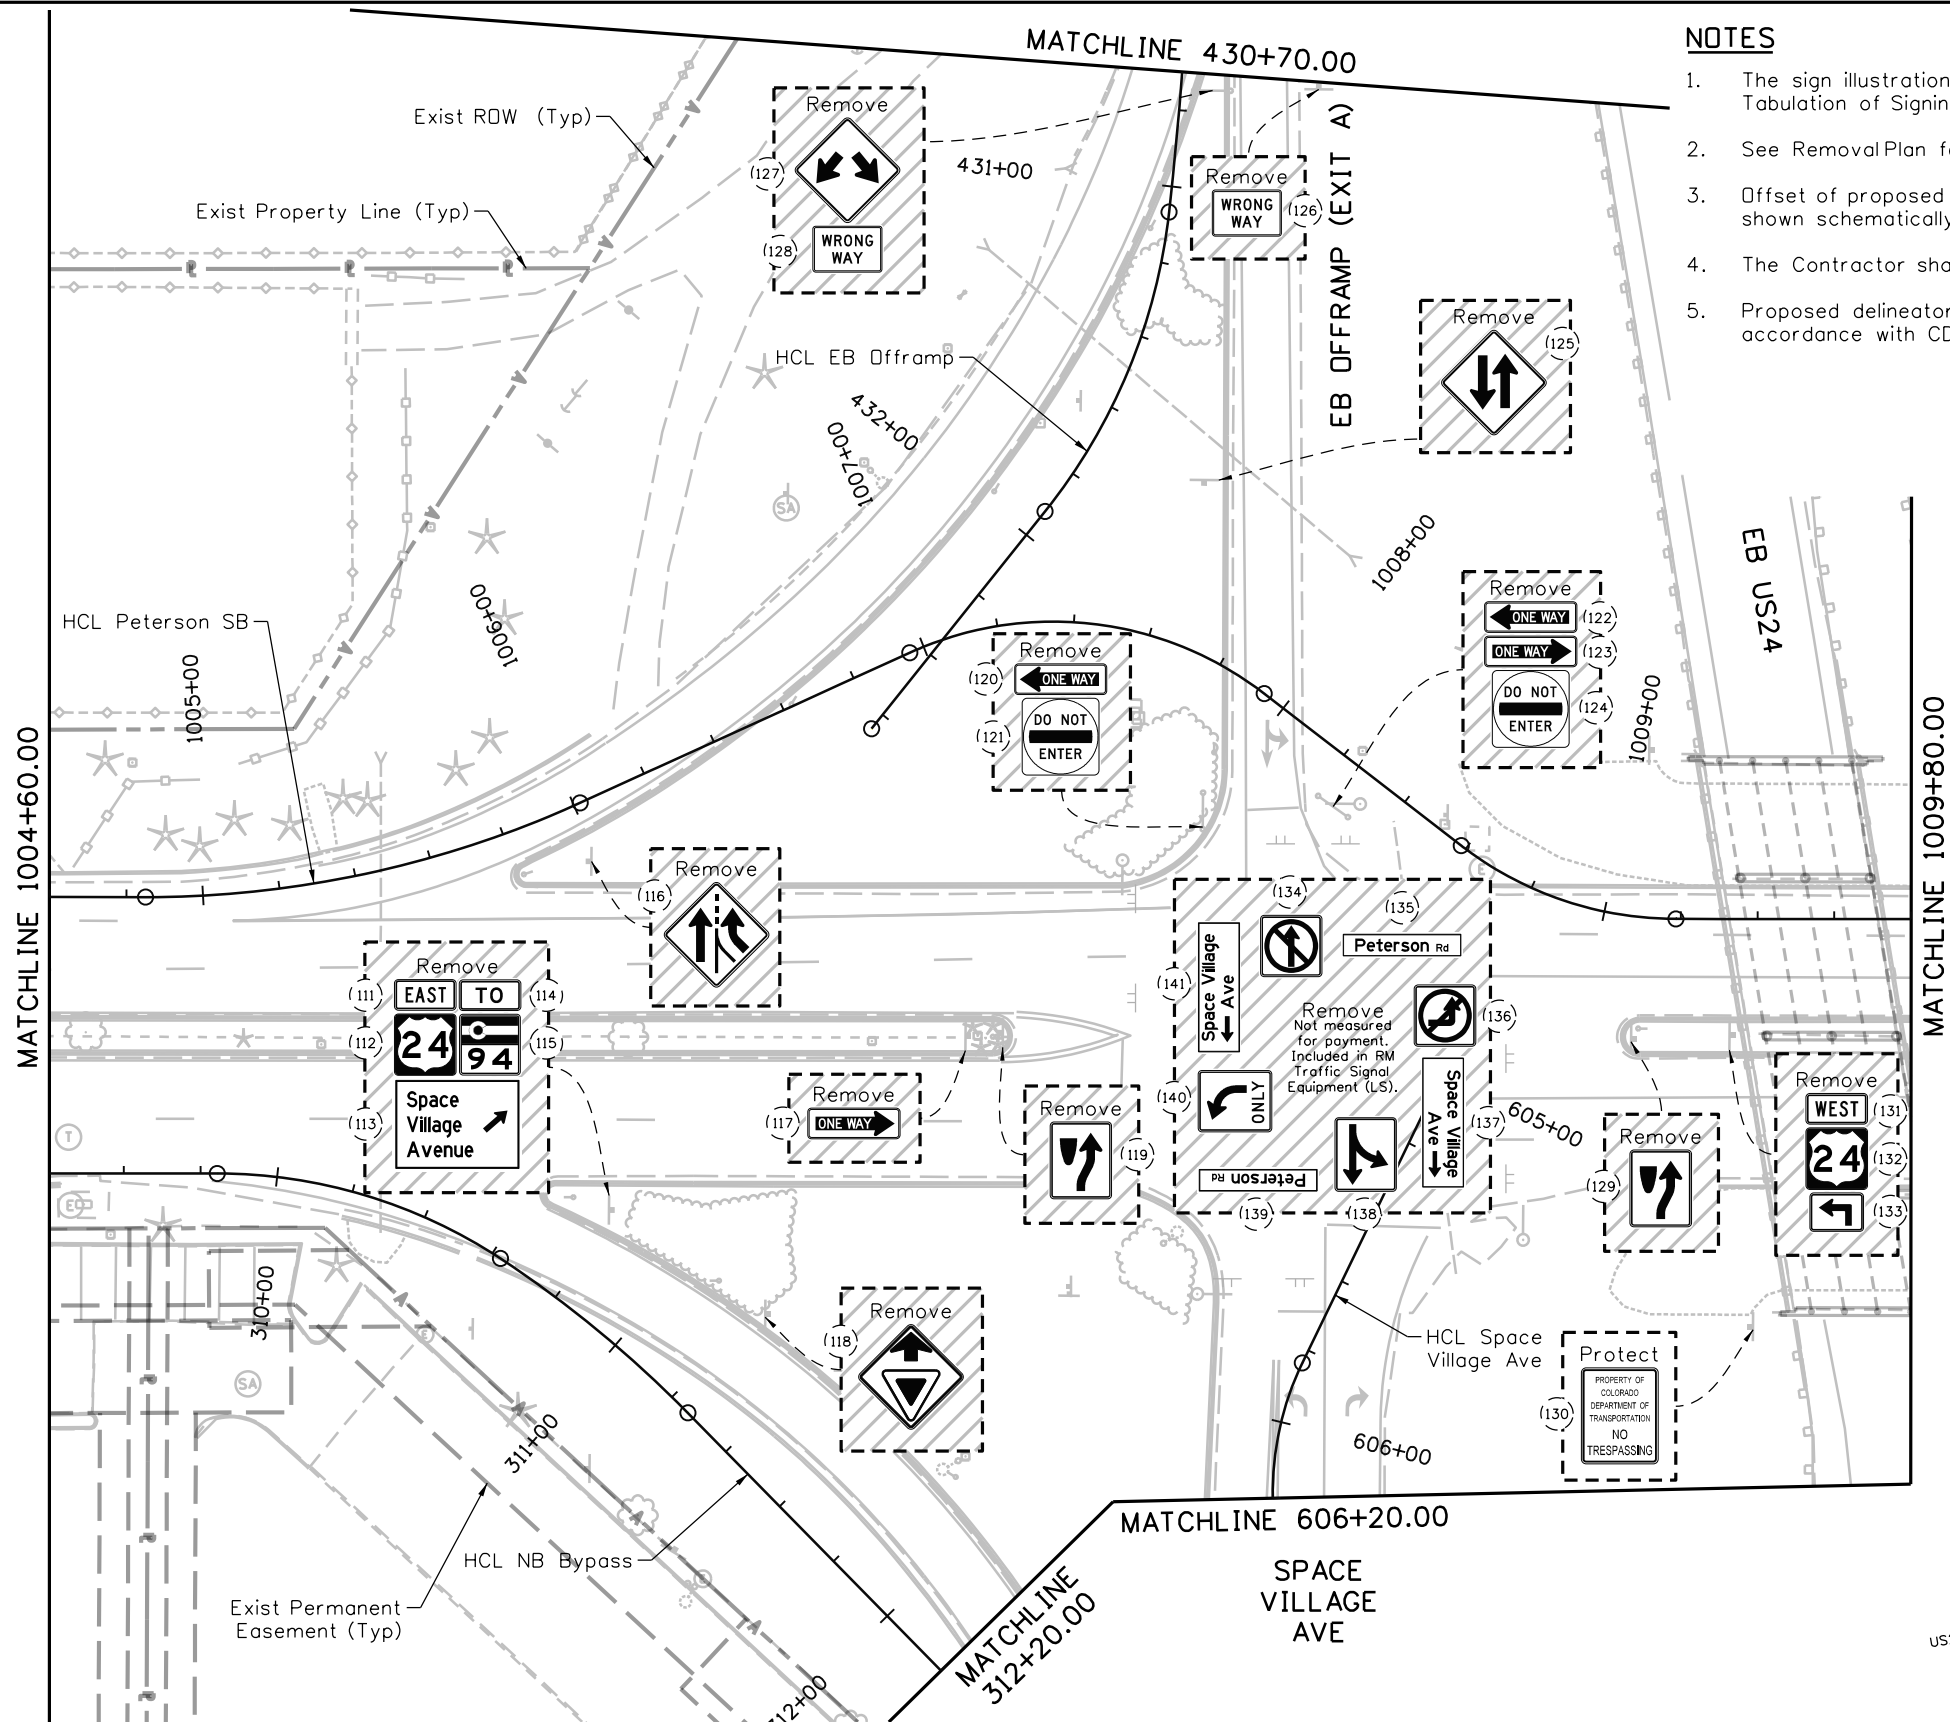 MATCHLINE 430+70.00
NOTES
1. The sign illustration
Tabulation of Signin
2. See Removal Plan fo
3. Offset of proposed
shown schematically
4. The Contractor sha
5. Proposed delineator
accordance with CD
Exist ROW (Typ)
Exist Property Line (Typ)
Remove
(127)
(128)
WRONG
WAY
431+00
Remove
WRONG
WAY
(126)
EB OFFRAMP (EXIT A)
Remove
(125)
HCL EB Offramp
432+00
1007+00
SA
1008+00
EB US24
HCL Peterson SB
1005+00
1006+00
Remove
(120)
ONE WAY
(121)
DO NOT
ENTER
Remove
ONE WAY
(122)
ONE WAY
(123)
DO NOT
ENTER
(124)
1009+00
MATCHLINE 1004+60.00
MATCHLINE 1009+80.00
Remove
(116)
Remove
(111)
EAST
TO
(114)
(112)
24
94
(115)
(113)
Space
Village
Avenue
Remove
(117)
ONE WAY
Remove
(119)
(134)
(135)
Peterson Rd
(141)
Space Village
Ave
Remove
Not measured
for payment.
Included in RM
Traffic Signal
Equipment (LS).
(136)
(140)
ONLY
Space Village
Ave
(137)
Peterson Rd
(139)
(138)
605+00
Remove
(129)
Remove
WEST
(131)
24
(132)
(133)
T
E
E
310+00
SA
E
Remove
(118)
HCL Space
Village Ave
Protect
(130)
PROPERTY OF
COLORADO
DEPARTMENT OF
TRANSPORTATION
NO
TRESPASSING
606+00
311+00
HCL NB Bypass
Exist Permanent
Easement (Typ)
MATCHLINE 606+20.00
SPACE
VILLAGE
AVE
MATCHLINE
312+20.00
312+00